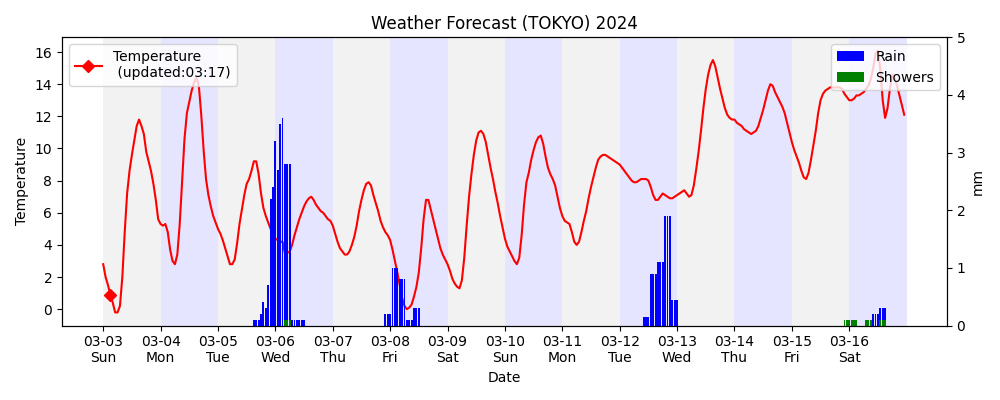 Weather Forecast (TOKYO) 2024
Temperature
(updated:03:17)
Rain
Showers
16
14
12
10
8
6
4
2
0
Temperature
5
4
3
2
1
0
mm
03-03 03-04 03-05 03-06 03-07 03-08 03-09 03-10 03-11 03-12 03-13 03-14 03-15 03-16
Sun Mon Tue Wed Thu Fri Sat Sun Mon Tue Wed Thu Fri Sat
Date